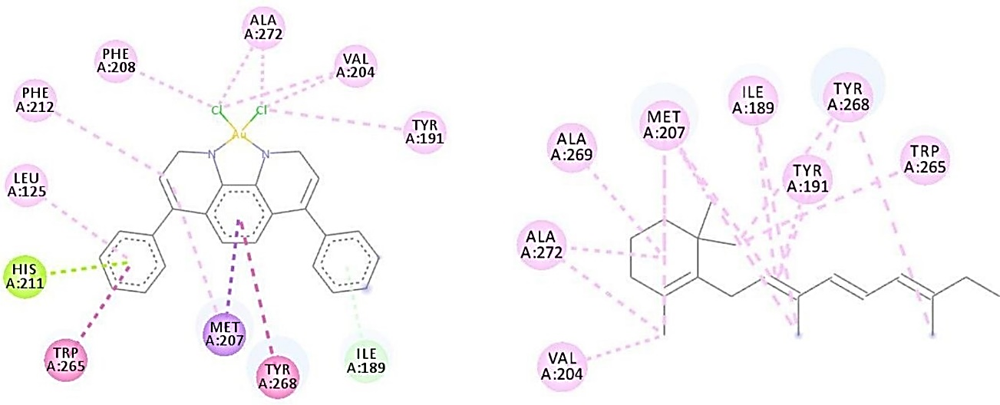 ALA
A:272
PHE
A:208
VAL
A:204
PHE
A:212
TYR
A:191
LEU
A:125
HIS
A:211
TRP
A:265
MET
A:207
TYR
A:268
ILE
A:189
Cl
Cl
Au
N
N
ILE
A:189
TYR
A:268
MET
A:207
ALA
A:269
TYR
A:191
TRP
A:265
ALA
A:272
VAL
A:204